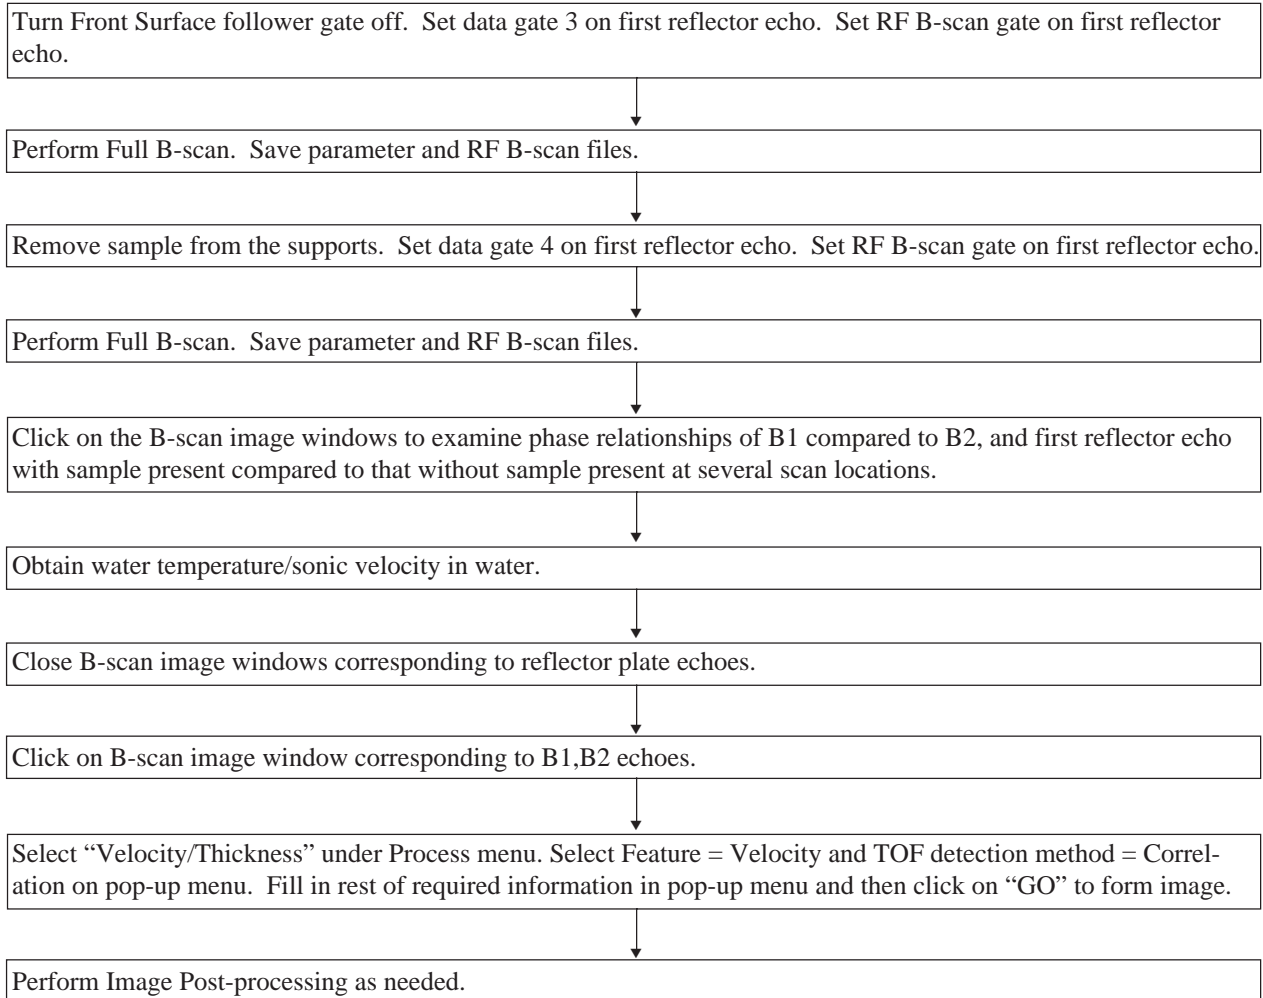 Turn Front Surface follower gate off.  Set data gate 3 on first reflector echo.  Set RF B-scan gate on first reflector
echo.
Perform Full B-scan.  Save parameter and RF B-scan files.
Remove sample from the supports.  Set data gate 4 on first reflector echo.  Set RF B-scan gate on first reflector echo.
Perform Full B-scan.  Save parameter and RF B-scan files.
Click on the B-scan image windows to examine phase relationships of B1 compared to B2, and first reflector echo
with sample present compared to that without sample present at several scan locations.
Obtain water temperature/sonic velocity in water.
Close B-scan image windows corresponding to reflector plate echoes.
Click on B-scan image window corresponding to B1,B2 echoes.
Select “Velocity/Thickness” under Process menu. Select Feature = Velocity and TOF detection method = Correl-
ation on pop-up menu.  Fill in rest of required information in pop-up menu and then click on “GO” to form image.
Perform Image Post-processing as needed.